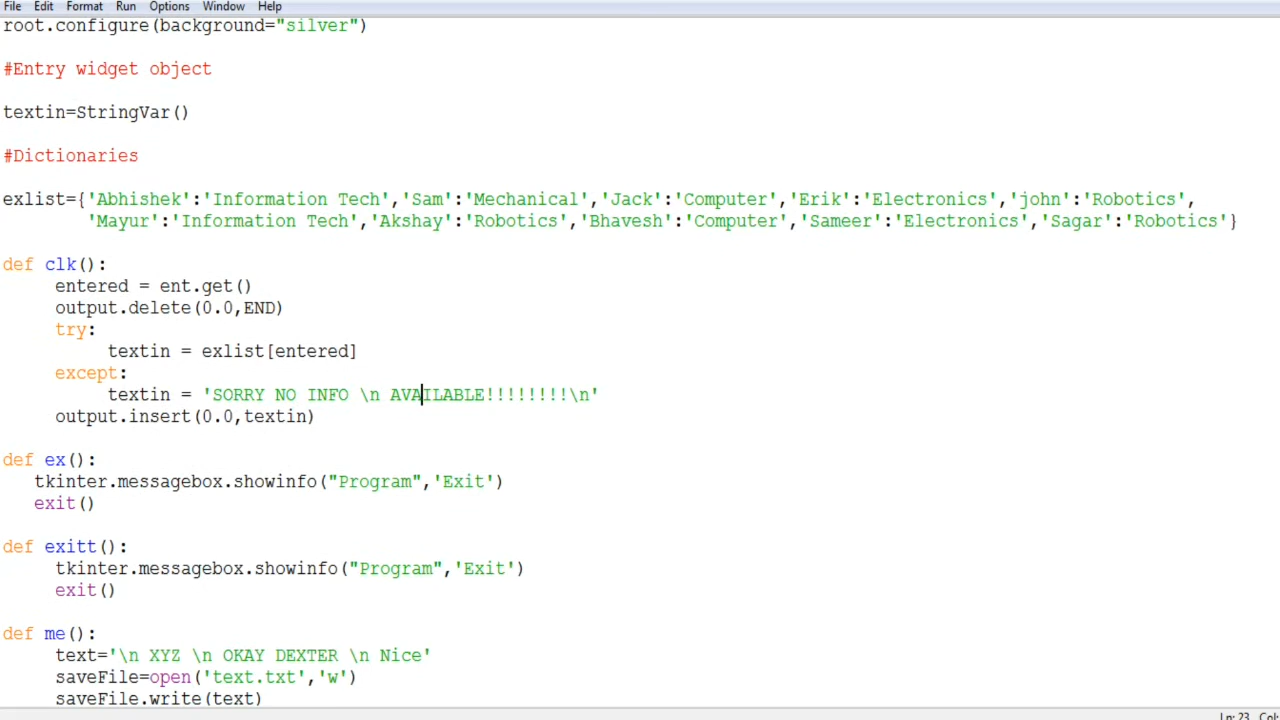 File Edit Format Run Options Window Help
root.configure(background="silver")
#Entry widget object
textin=StringVar()
#Dictionaries
exlist={'Abhishek':'Information Tech','Sam':'Mechanical','Jack':'Computer','Erik':'Electronics','john':'Robotics',
'Mayur':'Information Tech','Akshay':'Robotics','Bhavesh':'Computer','Sameer':'Electronics','Sagar':'Robotics'}
def clk():
entered = ent.get()
output.delete(0.0,END)
try:
textin = exlist[entered]
except:
textin = 'SORRY NO INFO \n AVAILABLE!!!!!!!!\n'
output.insert(0.0,textin)
def ex():
tkinter.messagebox.showinfo("Program",'Exit')
exit()
def exitt():
tkinter.messagebox.showinfo("Program",'Exit')
exit()
def me():
text='\n XYZ \n OKAY DEXTER \n Nice'
saveFile=open('text.txt','w')
saveFile.write(text)
Ln: 23 Col: